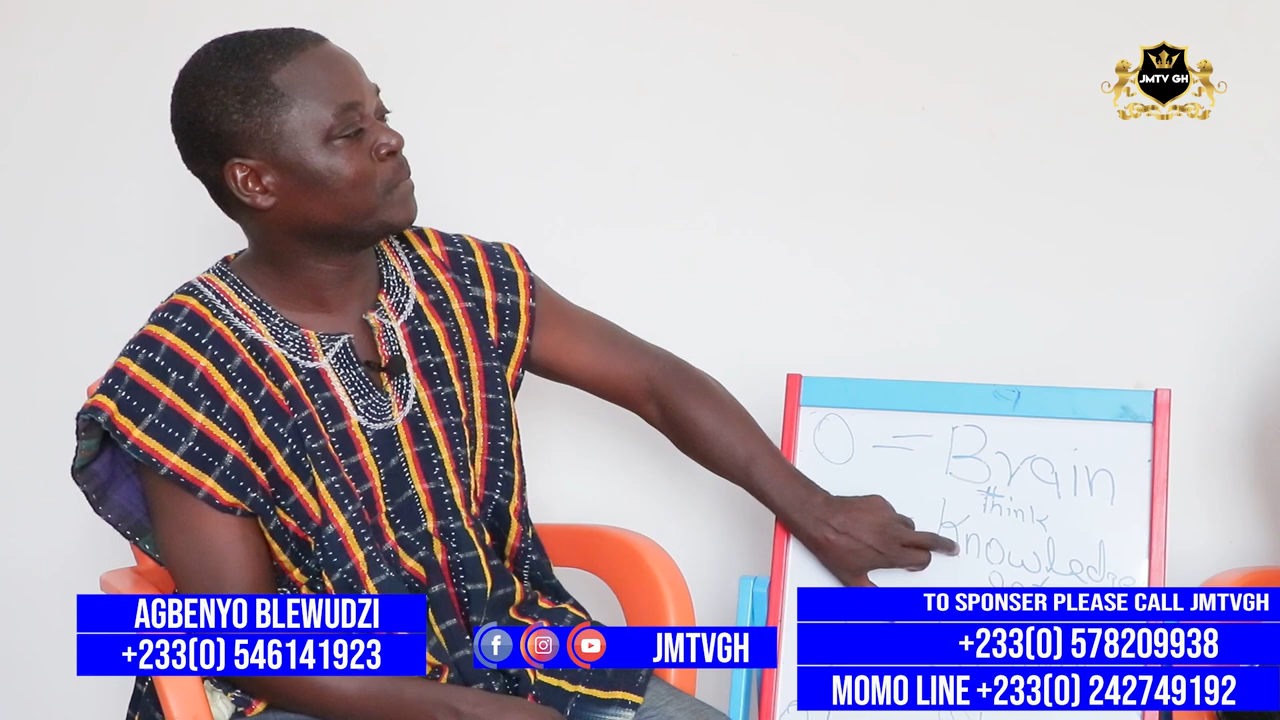 JMTV GH
O = Brain
think
Knowledge
AGBENYO BLEWUDZI
+233(0) 546141923
JMTVGH
TO SPONSER PLEASE CALL JMTVGH
+233(0) 578209938
MOMO LINE +233(0) 242749192